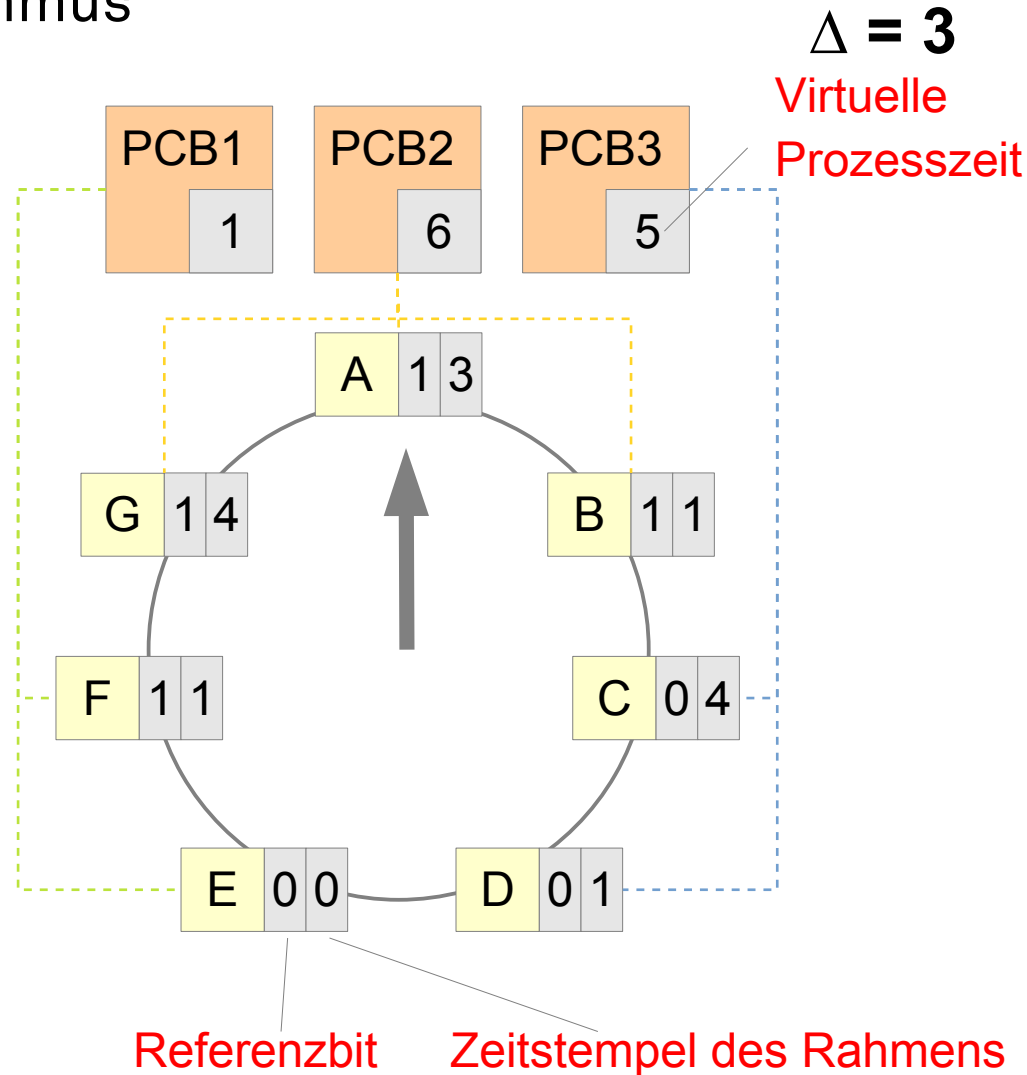 Δ = 3
Virtuelle
Prozesszeit
PCB1
1
PCB2
6
PCB3
5
A 1 3
G 1 4
B 1 1
F 1 1
C 0 4
E 0 0
D 0 1
Referenzbit
Zeitstempel des Rahmens